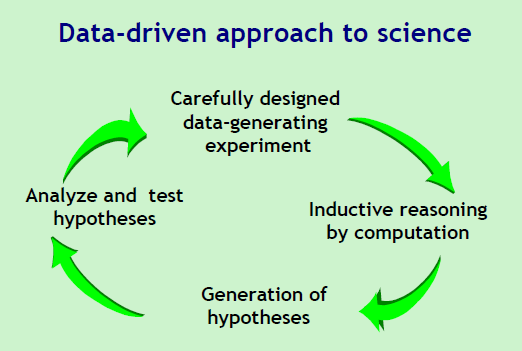 Data-driven approach to science
Carefully designed
data-generating
experiment
Inductive reasoning
by computation
Generation of
hypotheses
Analyze and test
hypotheses